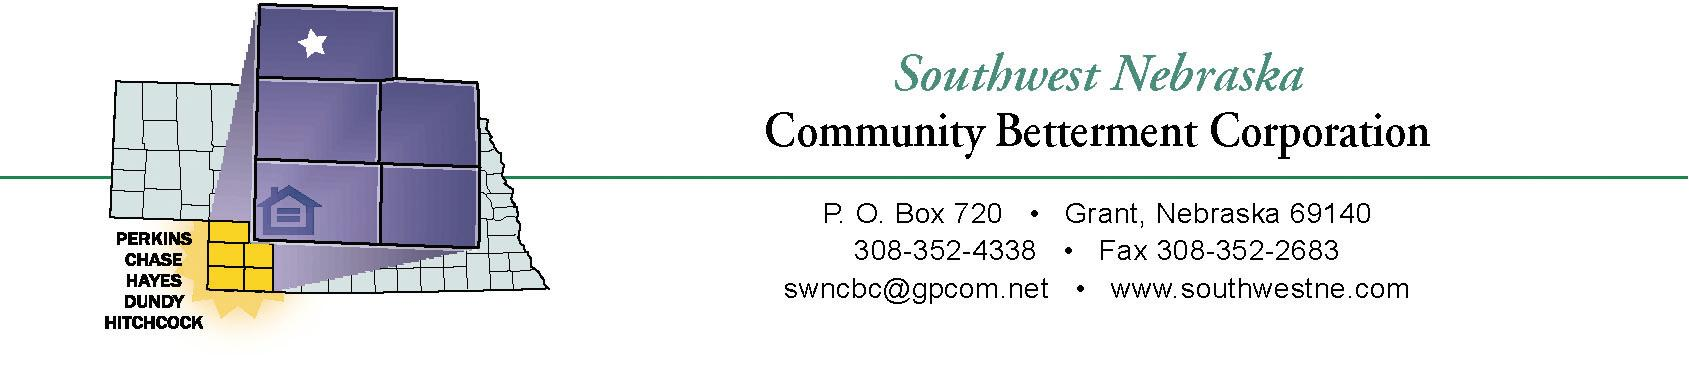 PERKINS
CHASE
HAYES
DUNDY
HITCHCOCK
Southwest Nebraska
Community Betterment Corporation
P. O. Box 720 • Grant, Nebraska 69140
308-352-4338 • Fax 308-352-2683
swncbc@gpcom.net • www.southwestne.com